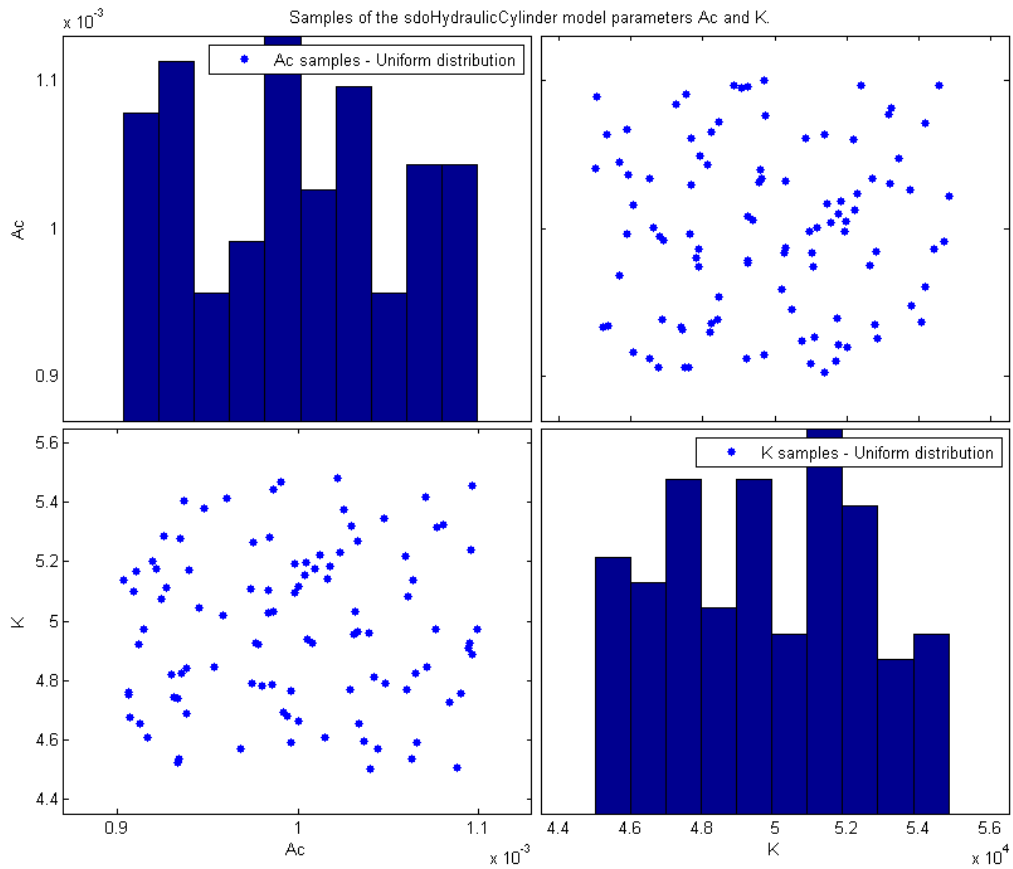 Samples of the sdoHydraulicCylinder model parameters Ac and K.
x 10^-3
Ac samples - Uniform distribution
1.1
1
0.9
Ac
5.6
5.4
5.2
5
4.8
4.6
4.4
K
K samples - Uniform distribution
0.9 1 1.1
Ac
x 10^-3
4.4 4.6 4.8 5 5.2 5.4 5.6
K
x 10^4